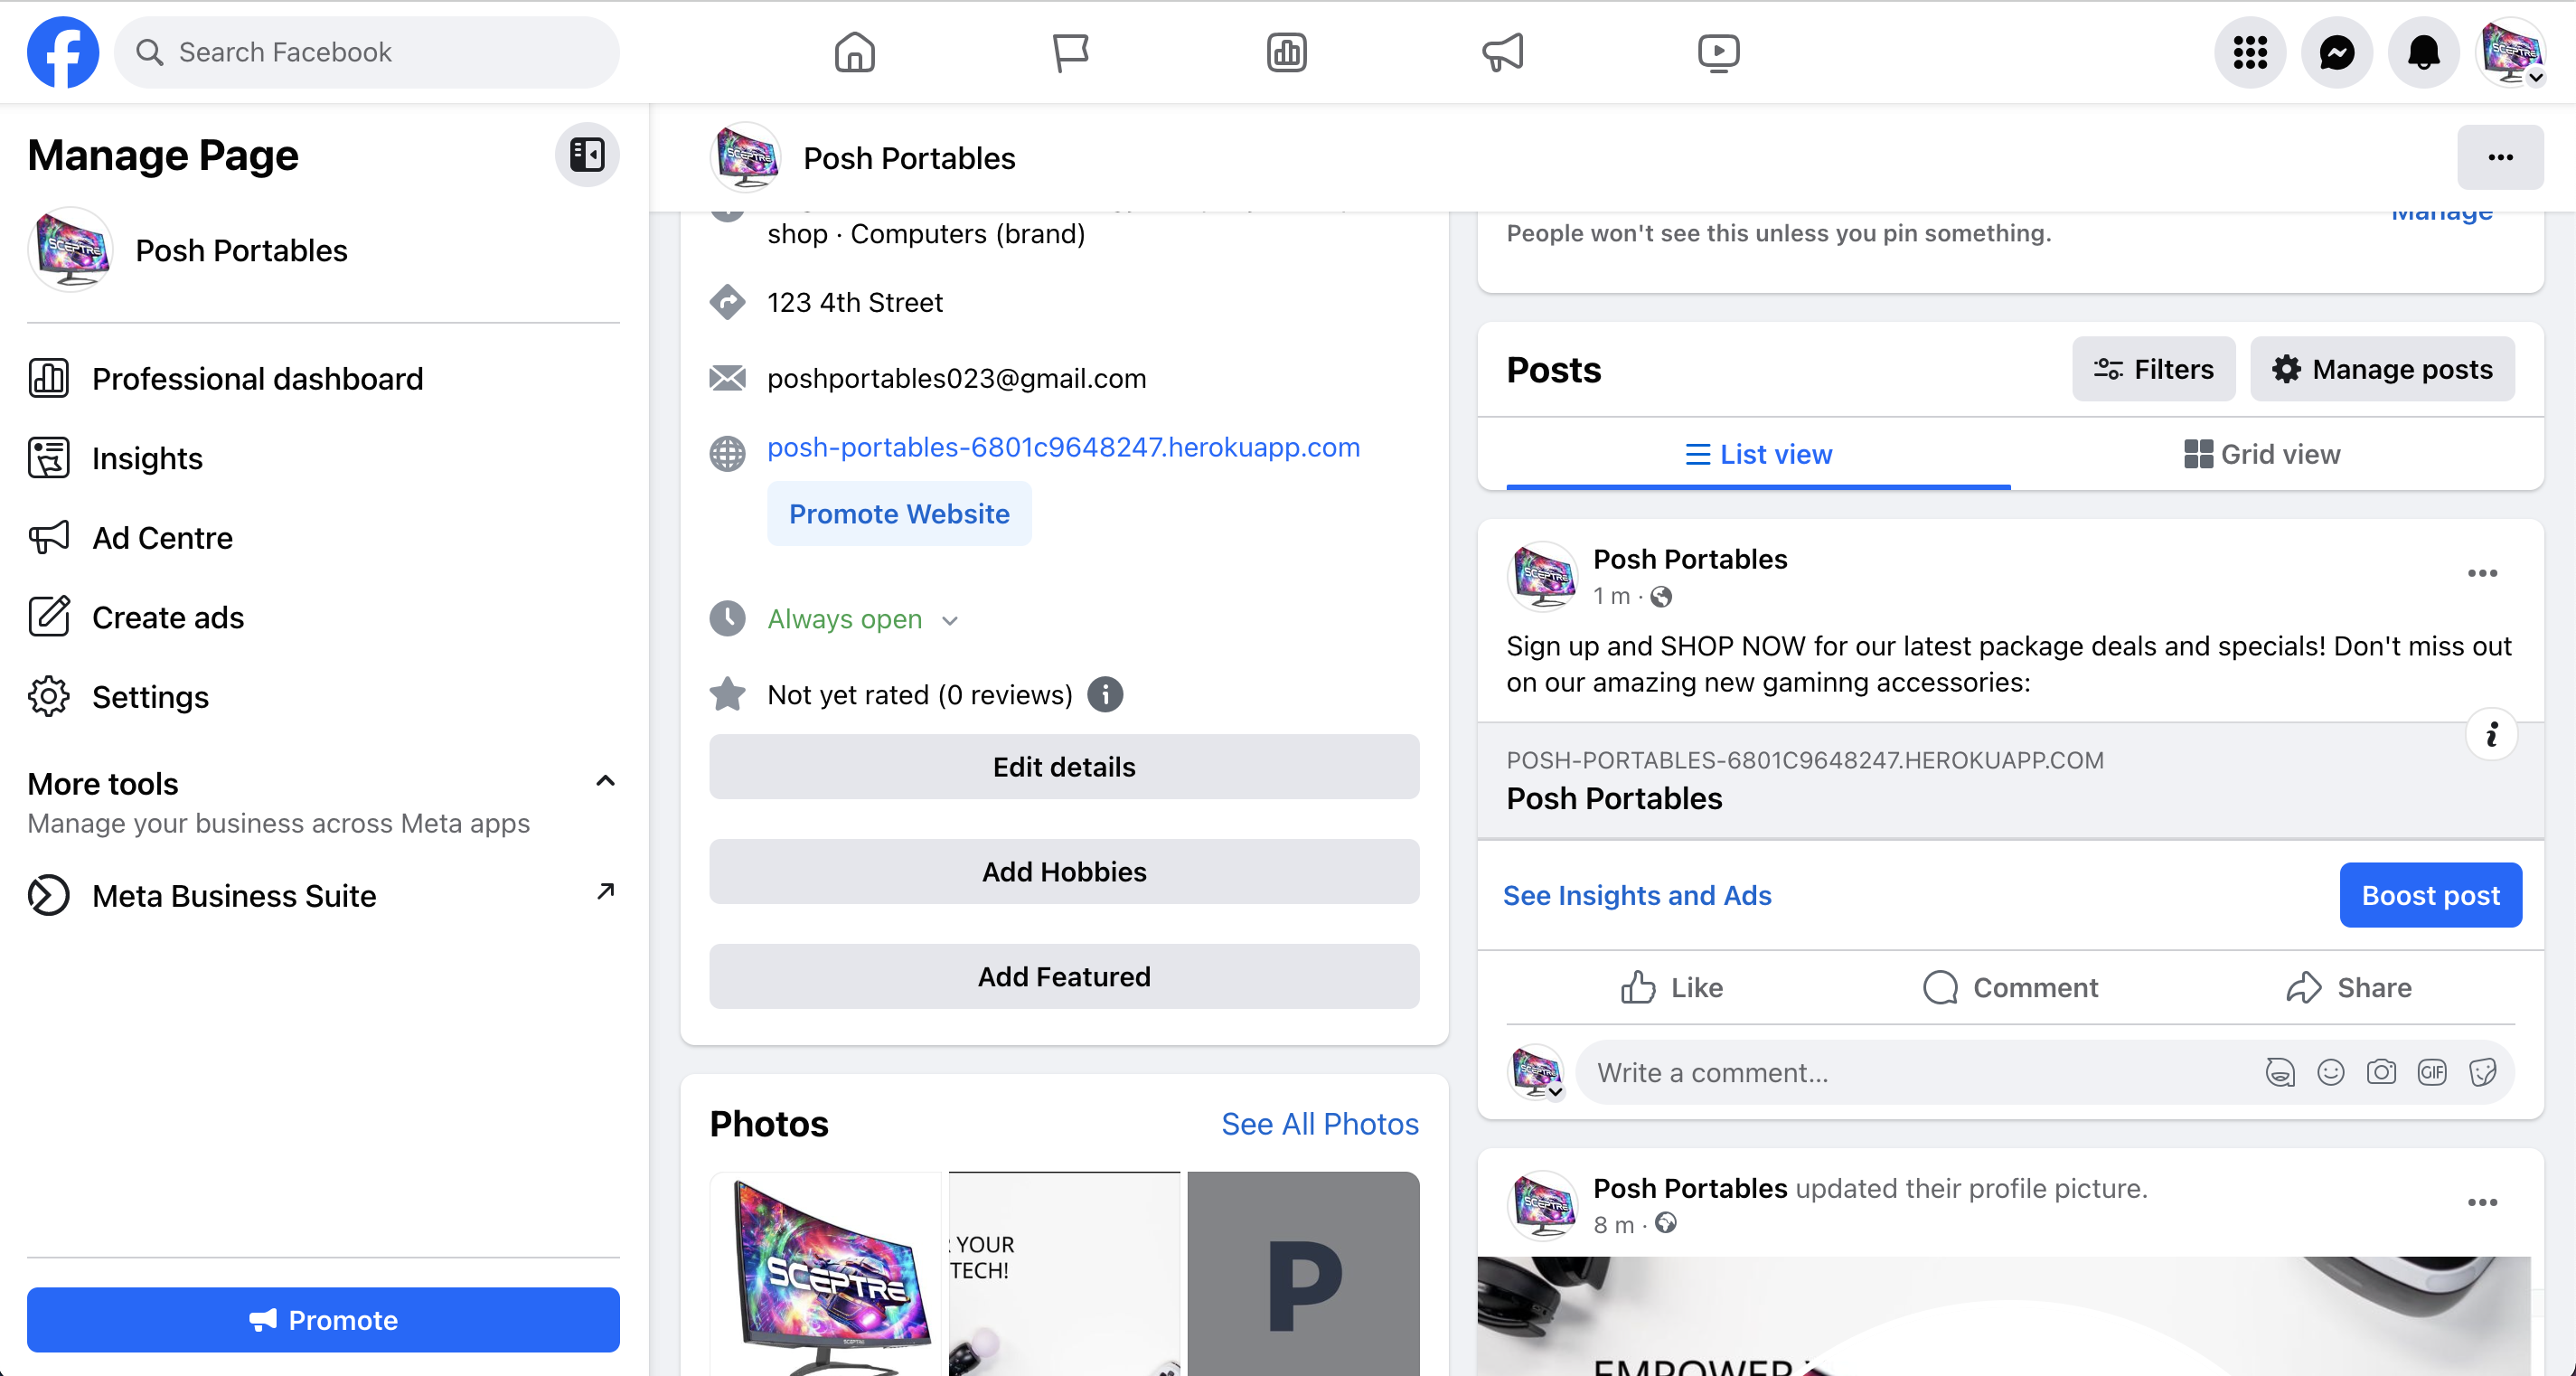 Search Facebook
Manage Page
Posh Portables
Professional dashboard
Insights
Ad Centre
Create ads
Settings
More tools
Manage your business across Meta apps
Meta Business Suite
Promote
Posh Portables
shop · Computers (brand)
123 4th Street
poshportables023@gmail.com
posh-portables-6801c9648247.herokuapp.com
Promote Website
Always open
Not yet rated (0 reviews)
Edit details
Add Hobbies
Add Featured
Photos
See All Photos
SCEPTRE
YOUR
TECH!
P
Manage
People won't see this unless you pin something.
Posts
Filters
Manage posts
List view
Grid view
Posh Portables
1 m ·
Sign up and SHOP NOW for our latest package deals and specials! Don't miss out
on our amazing new gaminng accessories:
POSH-PORTABLES-6801C9648247.HEROKUAPP.COM
Posh Portables
See Insights and Ads
Boost post
Like
Comment
Share
Write a comment...
GIF
Posh Portables updated their profile picture.
8 m ·
EMPOWER